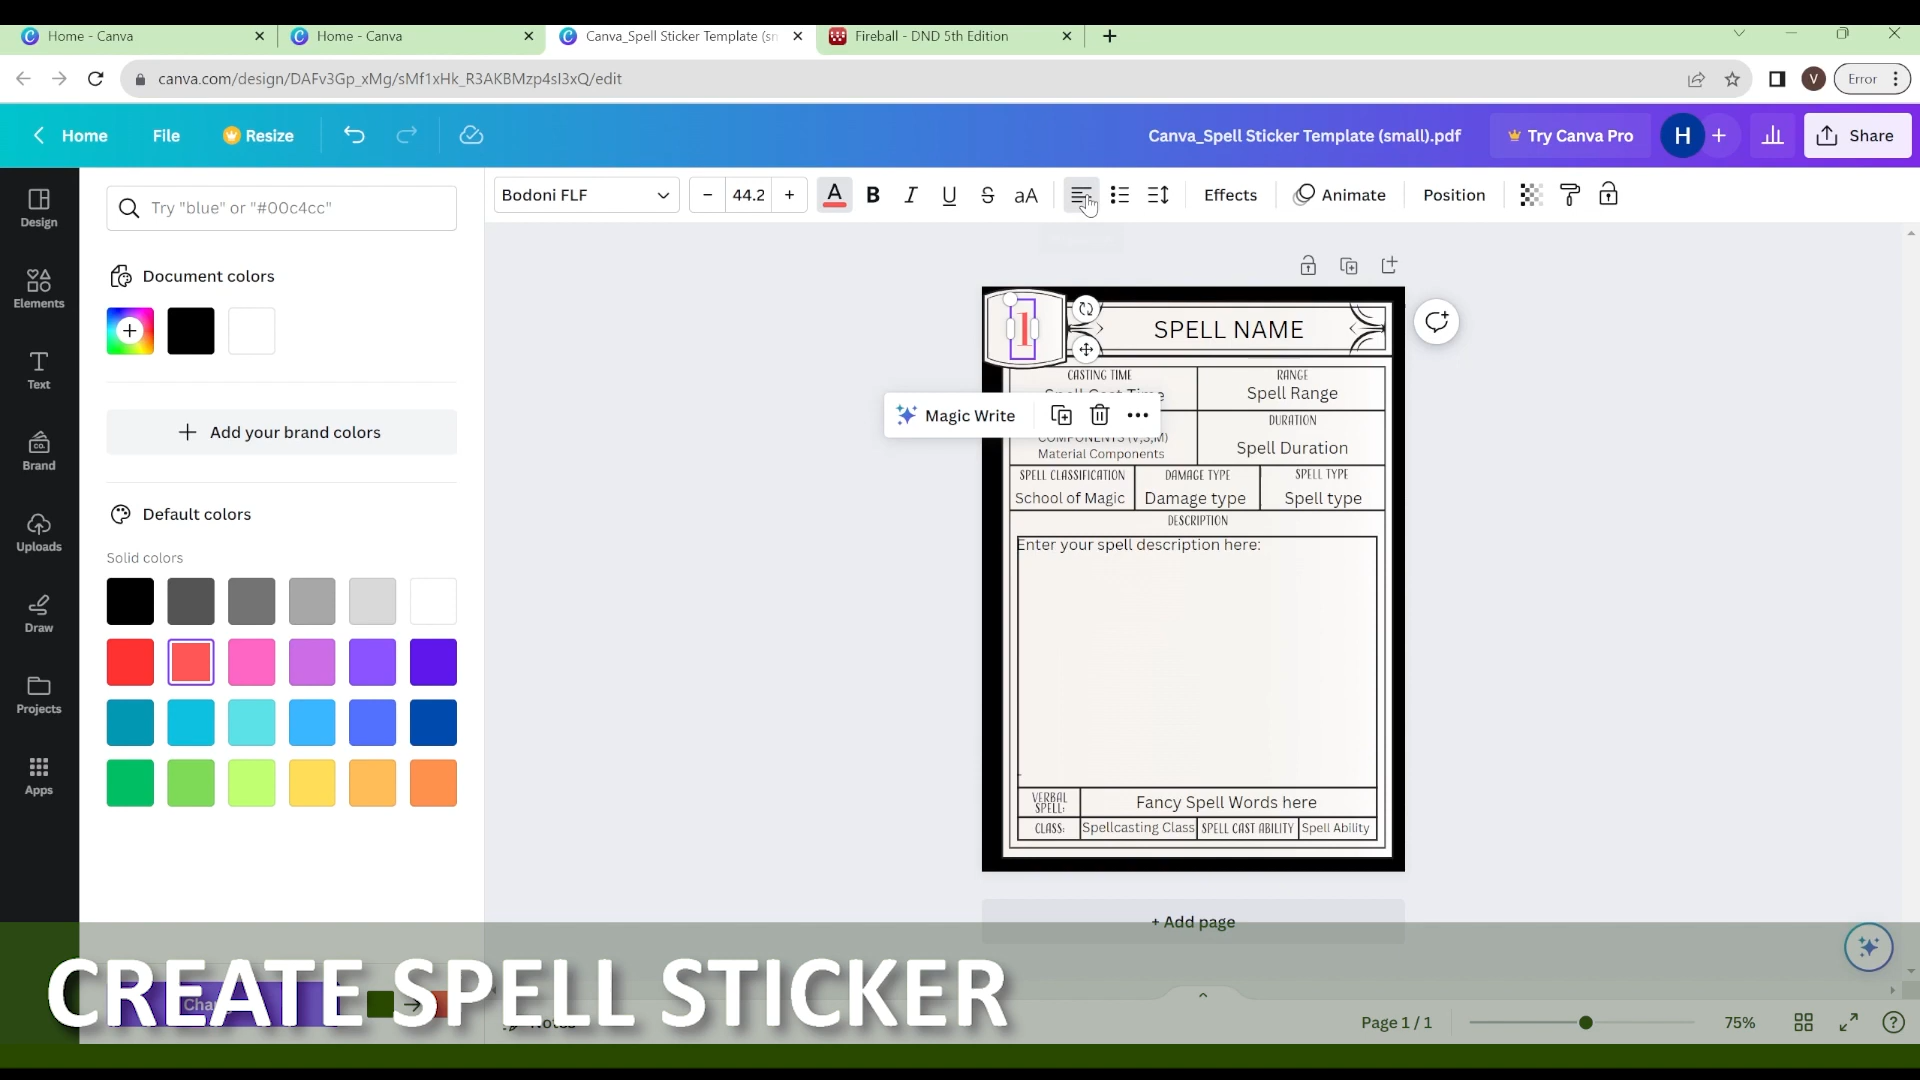 Home - Canva
Home - Canva
Canva_Spell Sticker Template (sm
Fireball - DND 5th Edition
canva.com/design/DAFv3Gp_xMg/sMf1xHk_R3AKBMzp4sl3xQ/edit
V
Error
Home
File
Resize
Canva_Spell Sticker Template (small).pdf
Try Canva Pro
H
Share
Design
Elements
Text
Brand
Uploads
Draw
Projects
Apps
Try "blue" or "#00c4cc"
Document colors
Add your brand colors
Default colors
Solid colors
Bodoni FLF
- 44.2 +
A B I U S aA
Effects
Animate
Position
1
SPELL NAME
CASTING TIME
RANGE
Spell Range
Magic Write
DURATION
COMPONENTS (V,S,M)
Material Components
Spell Duration
SPELL CLASSIFICATION
DAMAGE TYPE
SPELL TYPE
School of Magic
Damage type
Spell type
DESCRIPTION
Enter your spell description here:
VERBAL
SPELL:
Fancy Spell Words here
CLASS:
Spellcasting Class
SPELL CAST ABILITY
Spell Ability
+ Add page
CREATE SPELL STICKER
Page 1 / 1
75%